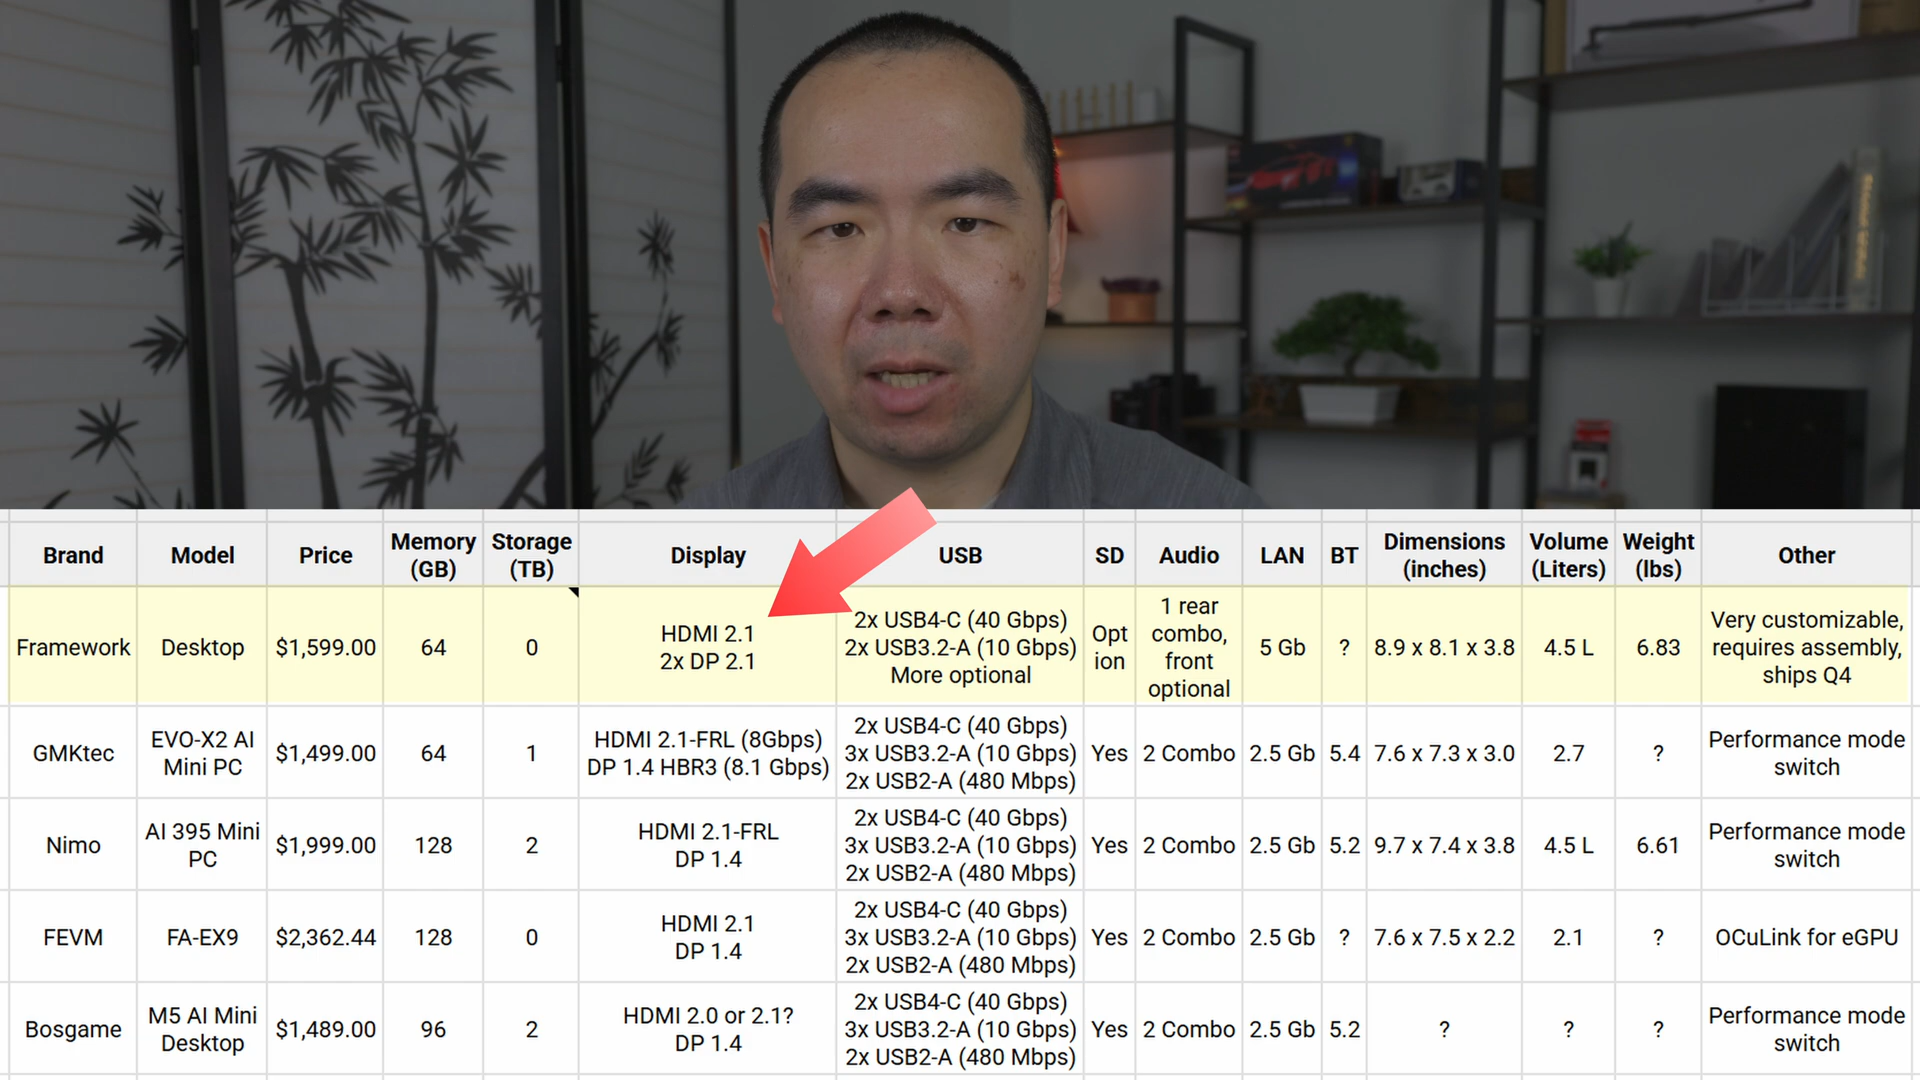 Brand Model Price Memory (GB) Storage (TB) Display USB SD Audio LAN BT Dimensions (inches) Volume (Liters) Weight (lbs) Other
Framework Desktop $1,599.00 64 0 HDMI 2.1 2x DP 2.1 2x USB4-C (40 Gbps) 2x USB3.2-A (10 Gbps) More optional Opt ion 1 rear combo, front optional 5 Gb ? 8.9 x 8.1 x 3.8 4.5 L 6.83 Very customizable, requires assembly, ships Q4
GMKtec EVO-X2 AI Mini PC $1,499.00 64 1 HDMI 2.1-FRL (8Gbps) DP 1.4 HBR3 (8.1 Gbps) 2x USB4-C (40 Gbps) 3x USB3.2-A (10 Gbps) 2x USB2-A (480 Mbps) Yes 2 Combo 2.5 Gb 5.4 7.6 x 7.3 x 3.0 2.7 ? Performance mode switch
Nimo AI 395 Mini PC $1,999.00 128 2 HDMI 2.1-FRL DP 1.4 2x USB4-C (40 Gbps) 3x USB3.2-A (10 Gbps) 2x USB2-A (480 Mbps) Yes 2 Combo 2.5 Gb 5.2 9.7 x 7.4 x 3.8 4.5 L 6.61 Performance mode switch
FEVM FA-EX9 $2,362.44 128 0 HDMI 2.1 DP 1.4 2x USB4-C (40 Gbps) 3x USB3.2-A (10 Gbps) 2x USB2-A (480 Mbps) Yes 2 Combo 2.5 Gb ? 7.6 x 7.5 x 2.2 2.1 ? OCuLink for eGPU
Bosgame M5 AI Mini Desktop $1,489.00 96 2 HDMI 2.0 or 2.1? DP 1.4 2x USB4-C (40 Gbps) 3x USB3.2-A (10 Gbps) 2x USB2-A (480 Mbps) Yes 2 Combo 2.5 Gb 5.2 ? ? ? Performance mode switch